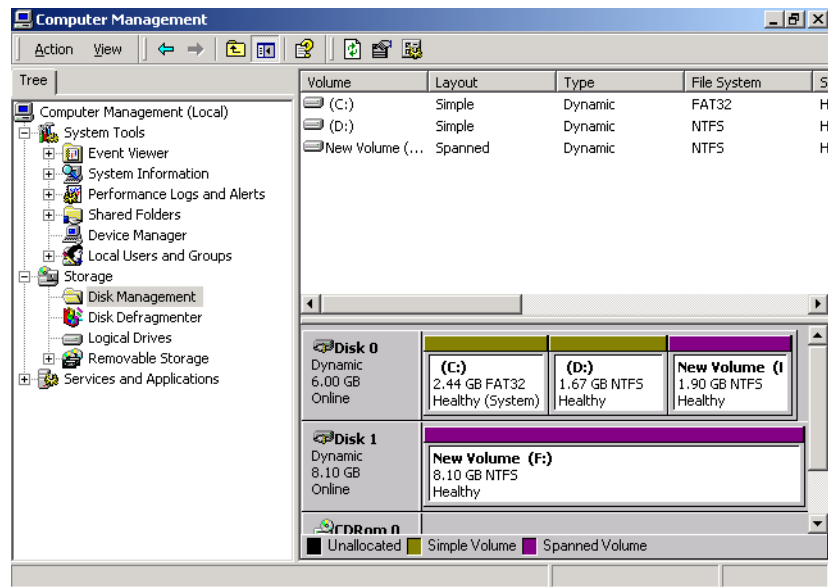 Computer Management
Action View
Tree
Computer Management (Local)
System Tools
Event Viewer
System Information
Performance Logs and Alerts
Shared Folders
Device Manager
Local Users and Groups
Storage
Disk Management
Disk Defragmenter
Logical Drives
Removable Storage
Services and Applications
Volume Layout Type File System S
(C:) Simple Dynamic FAT32 H
(D:) Simple Dynamic NTFS H
New Volume (... Spanned Dynamic NTFS H
Disk 0
Dynamic
6.00 GB
Online
(C:)
2.44 GB FAT32
Healthy (System)
(D:)
1.67 GB NTFS
Healthy
New Volume (
1.90 GB NTFS
Healthy
Disk 1
Dynamic
8.10 GB
Online
New Volume (F:)
8.10 GB NTFS
Healthy
CDRom 0
Unallocated Simple Volume Spanned Volume